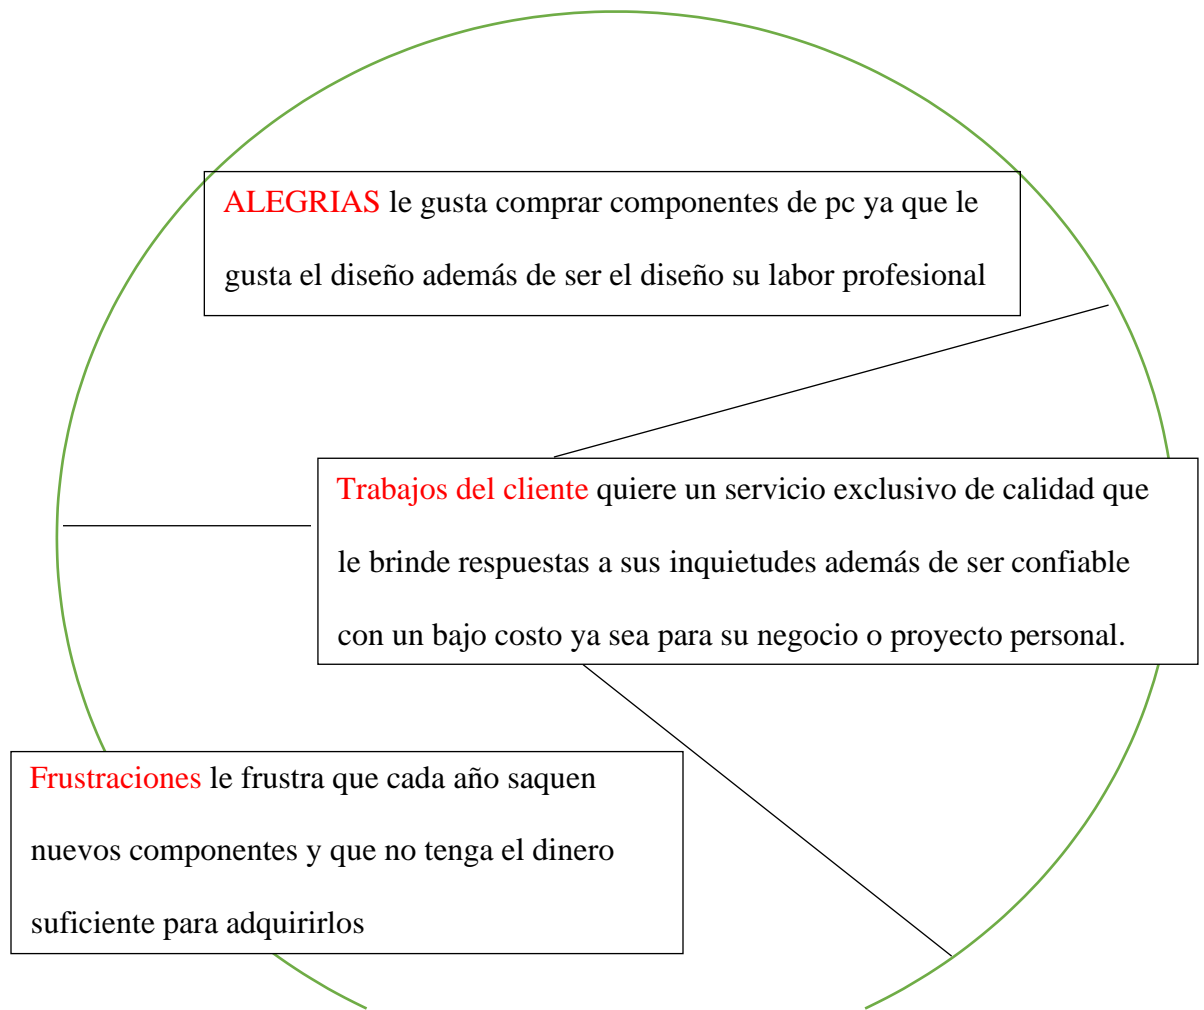 ALEGRIAS le gusta comprar componentes de pc ya que le
gusta el diseño además de ser el diseño su labor profesional
Trabajos del cliente quiere un servicio exclusivo de calidad que
le brinde respuestas a sus inquietudes además de ser confiable
con un bajo costo ya sea para su negocio o proyecto personal.
Frustraciones le frustra que cada año saquen
nuevos componentes y que no tenga el dinero
suficiente para adquirirlos